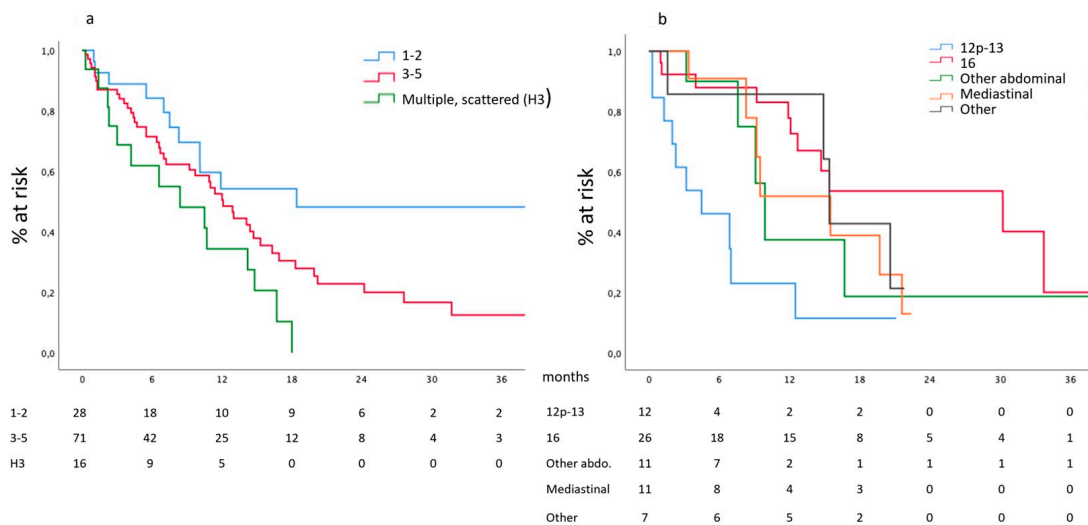 a
1-2
3-5
Multiple, scattered (H3)
% at risk
1,0
0,8
0,6
0,4
0,2
0,0
0 6 12 18 24 30 36
months
1-2 28 18 10 9 6 2 2
3-5 71 42 25 12 8 4 3
H3 16 9 5 0 0 0 0
b
12p-13
16
Other abdominal
Mediastinal
Other
% at risk
1,0
0,8
0,6
0,4
0,2
0,0
0 6 12 18 24 30 36
12p-13 12 4 2 2 0 0 0
16 26 18 15 8 5 4 1
Other abdo. 11 7 2 1 1 1 1
Mediastinal 11 8 4 3 0 0 0
Other 7 6 5 2 0 0 0